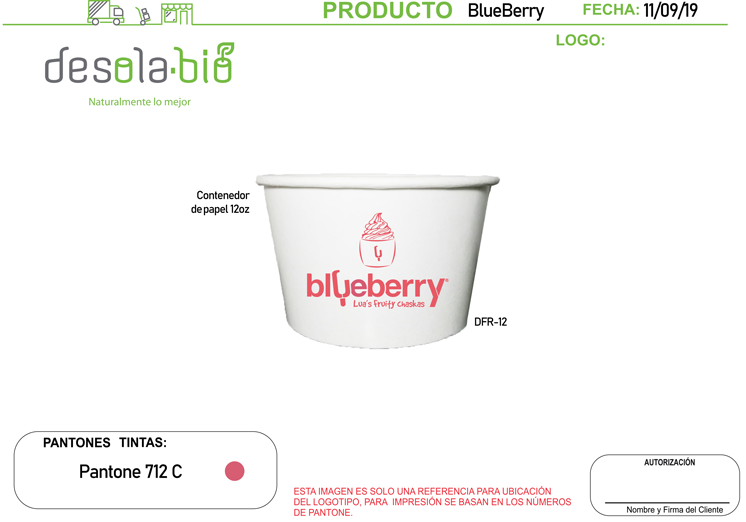 PRODUCTO BlueBerry FECHA: 11/09/19
LOGO:
desola·bio
Naturalmente lo mejor
Contenedor
de papel 12oz
blueberry
Lua's fruity chaskas
DFR-12
PANTONES TINTAS:
Pantone 712 C
ESTA IMAGEN ES SOLO UNA REFERENCIA PARA UBICACIÓN
DEL LOGOTIPO, PARA IMPRESIÓN SE BASAN EN LOS NÚMEROS
DE PANTONE.
AUTORIZACIÓN
Nombre y Firma del Cliente